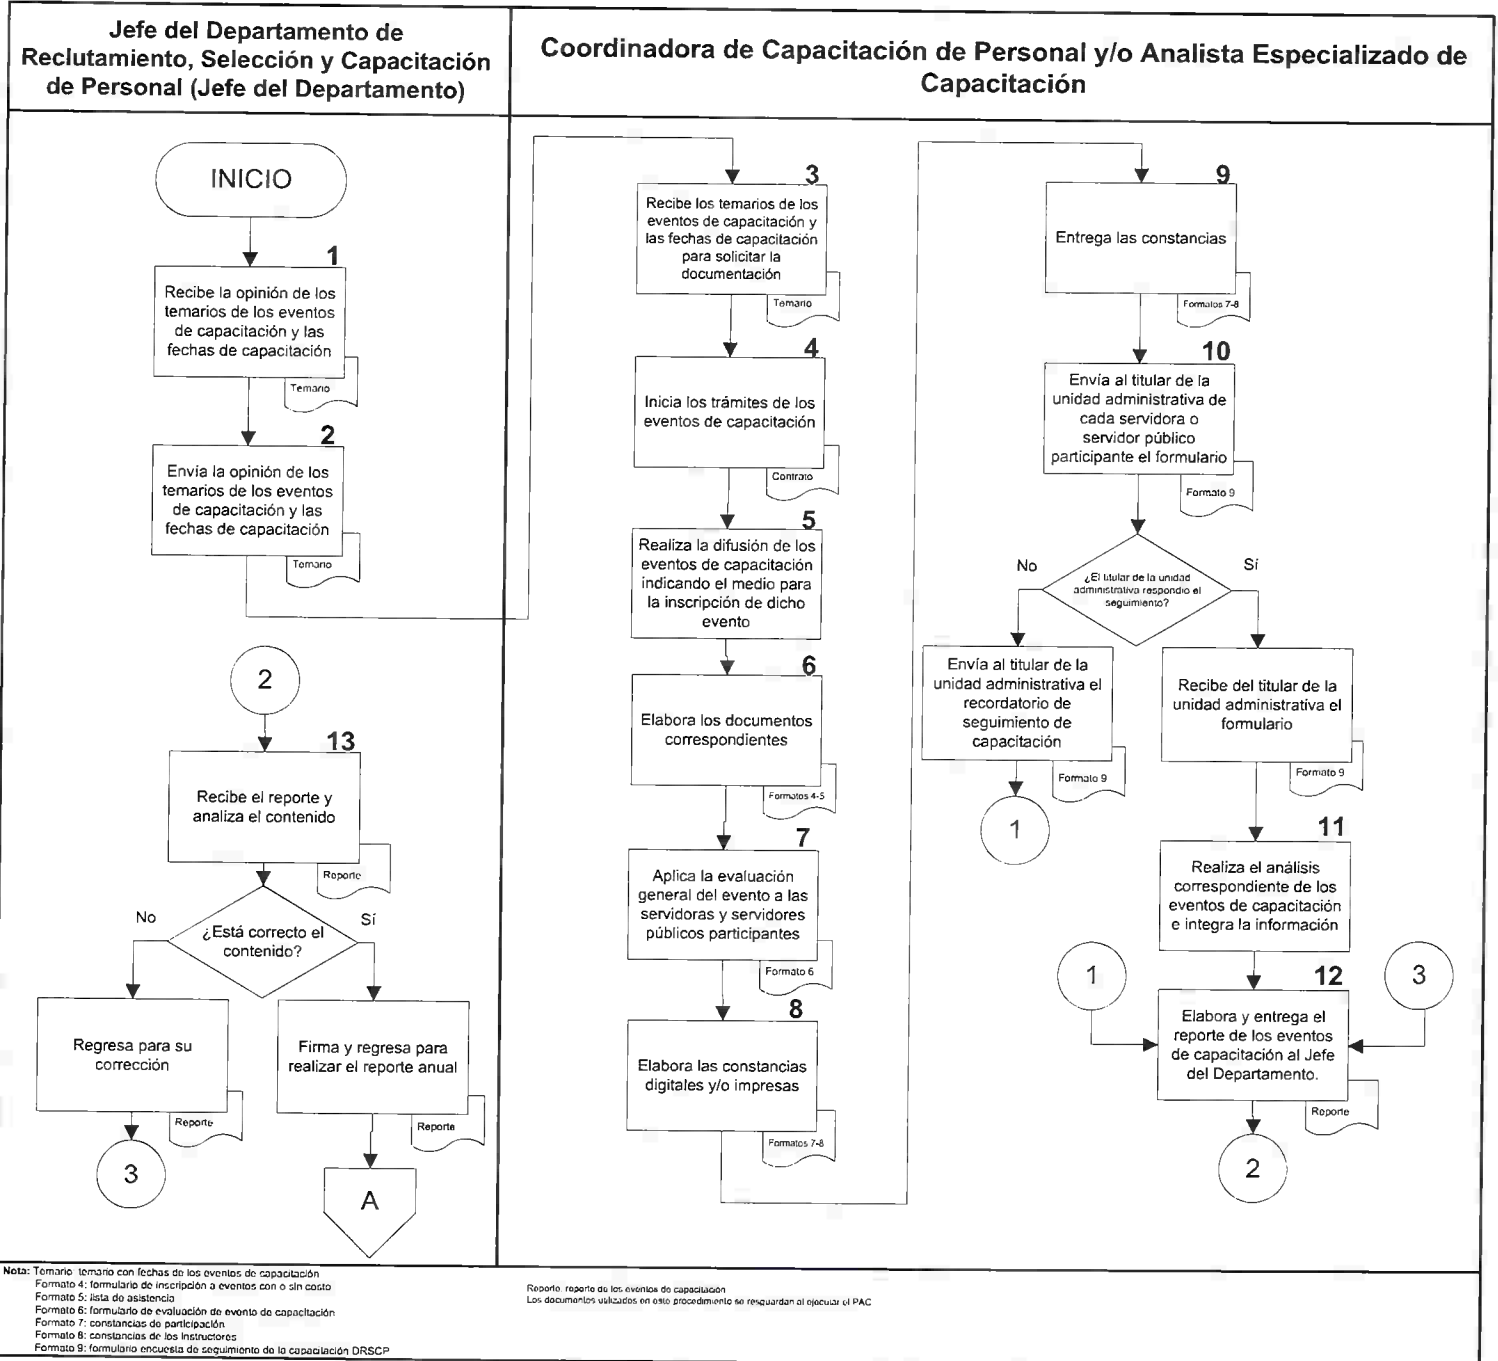 Jefe del Departamento de
Reclutamiento, Selección y Capacitación
de Personal (Jefe del Departamento)
Coordinadora de Capacitación de Personal y/o Analista Especializado de
Capacitación
INICIO
1
Recibe la opinión de los
temarios de los eventos
de capacitación y las
fechas de capacitación
Temario
2
Envía la opinión de los
temarios de los eventos
de capacitación y las
fechas de capacitación
Temario
2
13
Recibe el reporte y
analiza el contenido
Reporte
¿Está correcto el
contenido?
No
Sí
Regresa para su
corrección
Reporte
3
Firma y regresa para
realizar el reporte anual
Reporte
A
3
Recibe los temarios de los
eventos de capacitación y
las fechas de capacitación
para solicitar la
documentación
Temario
4
Inicia los trámites de los
eventos de capacitación
Contrato
5
Realiza la difusión de los
eventos de capacitación
indicando el medio para
la inscripción de dicho
evento
6
Elabora los documentos
correspondientes
Formatos 4-5
7
Aplica la evaluación
general del evento a las
servidoras y servidores
públicos participantes
Formato 6
8
Elabora las constancias
digitales y/o impresas
Formatos 7-8
9
Entrega las constancias
Formatos 7-8
10
Envía al titular de la
unidad administrativa de
cada servidora o
servidor público
participante el formulario
Formato 9
¿El titular de la unidad
administrativa respondio el
seguimiento?
No
Sí
Envía al titular de la
unidad administrativa el
recordatorio de
seguimiento de
capacitación
Formato 9
1
Recibe del titular de la
unidad administrativa el
formulario
Formato 9
11
Realiza el análisis
correspondiente de los
eventos de capacitación
e integra la información
1
3
12
Elabora y entrega el
reporte de los eventos
de capacitación al Jefe
del Departamento.
Reporte
2
Nota: Temario: temario con fechas de los eventos de capacitación
Formato 4: formulario de inscripción a eventos con o sin costo
Formato 5: lista de asistencia
Formato 6: formulario de evaluación de evento de capacitación
Formato 7: constancias de participación
Formato 8: constancias de los Instructores
Formato 9: formulario encuesta de seguimiento de la capacitación DRSCP
Reporte: reporte de los eventos de capacitación
Los documentos utilizados en este procedimiento se resguardan al ejecutar el PAC